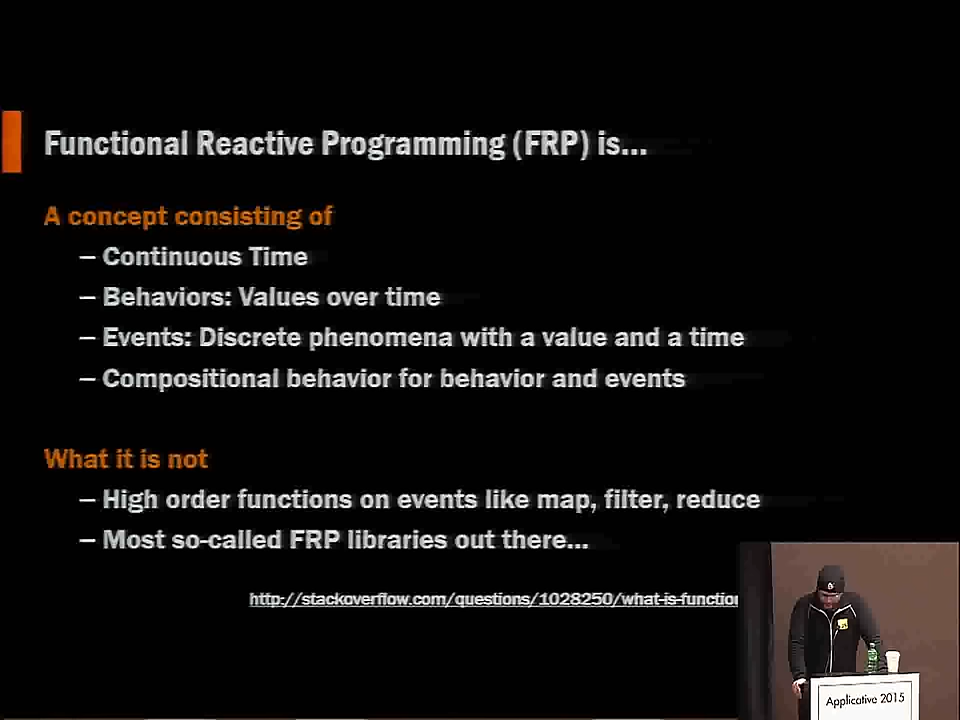 Functional Reactive Programming (FRP) is...
A concept consisting of
– Continuous Time
– Behaviors: Values over time
– Events: Discrete phenomena with a value and a time
– Compositional behavior for behavior and events
What it is not
– High order functions on events like map, filter, reduce
– Most so-called FRP libraries out there...
http://stackoverflow.com/questions/1028250/what-is-function
Applicative 2015